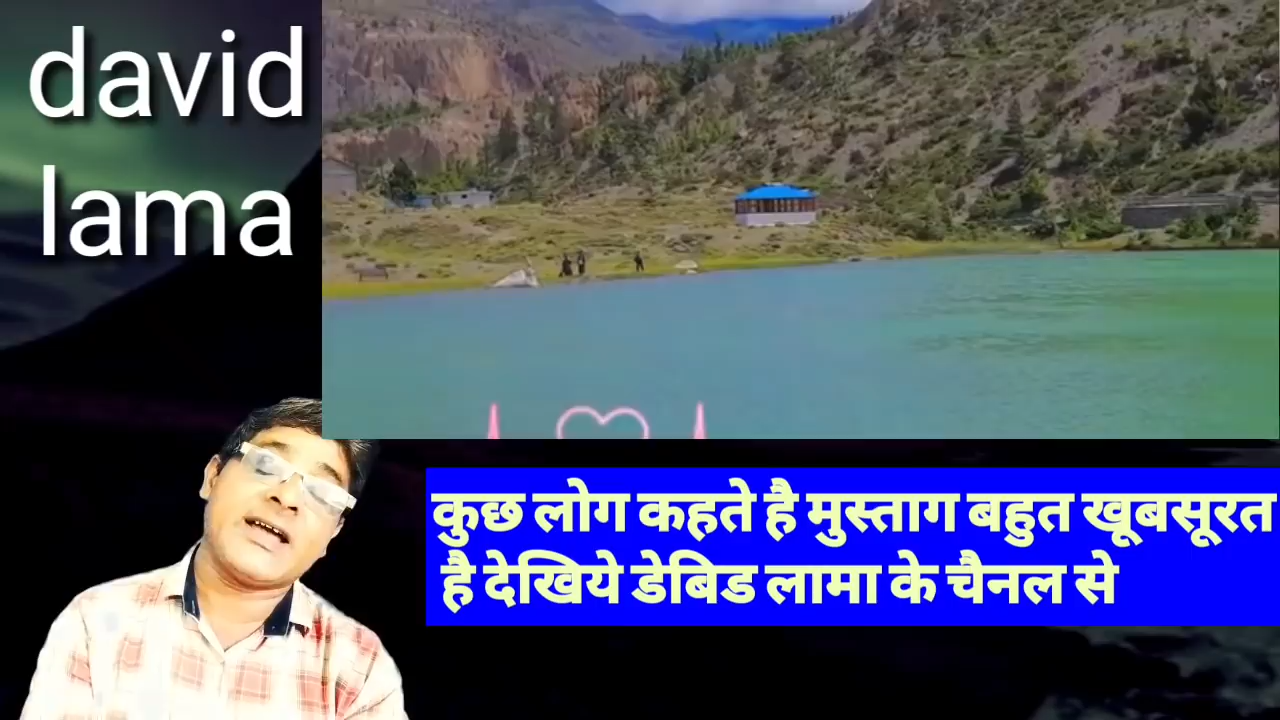 david
lama
कुछ लोग कहते है मुस्ताग बहुत खूबसूरत
है देखिये डेबिड लामा के चैनल से